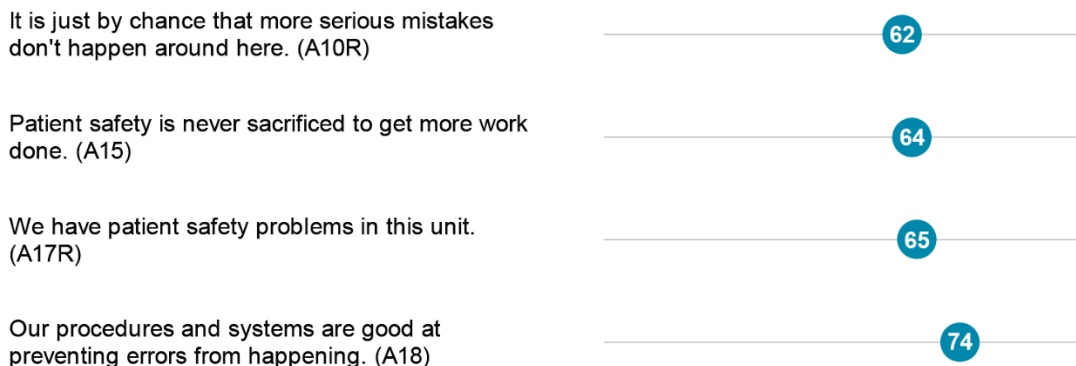 It is just by chance that more serious mistakes
don't happen around here. (A10R)
62
Patient safety is never sacrificed to get more work
done. (A15)
64
We have patient safety problems in this unit.
(A17R)
65
Our procedures and systems are good at
preventing errors from happening. (A18)
74